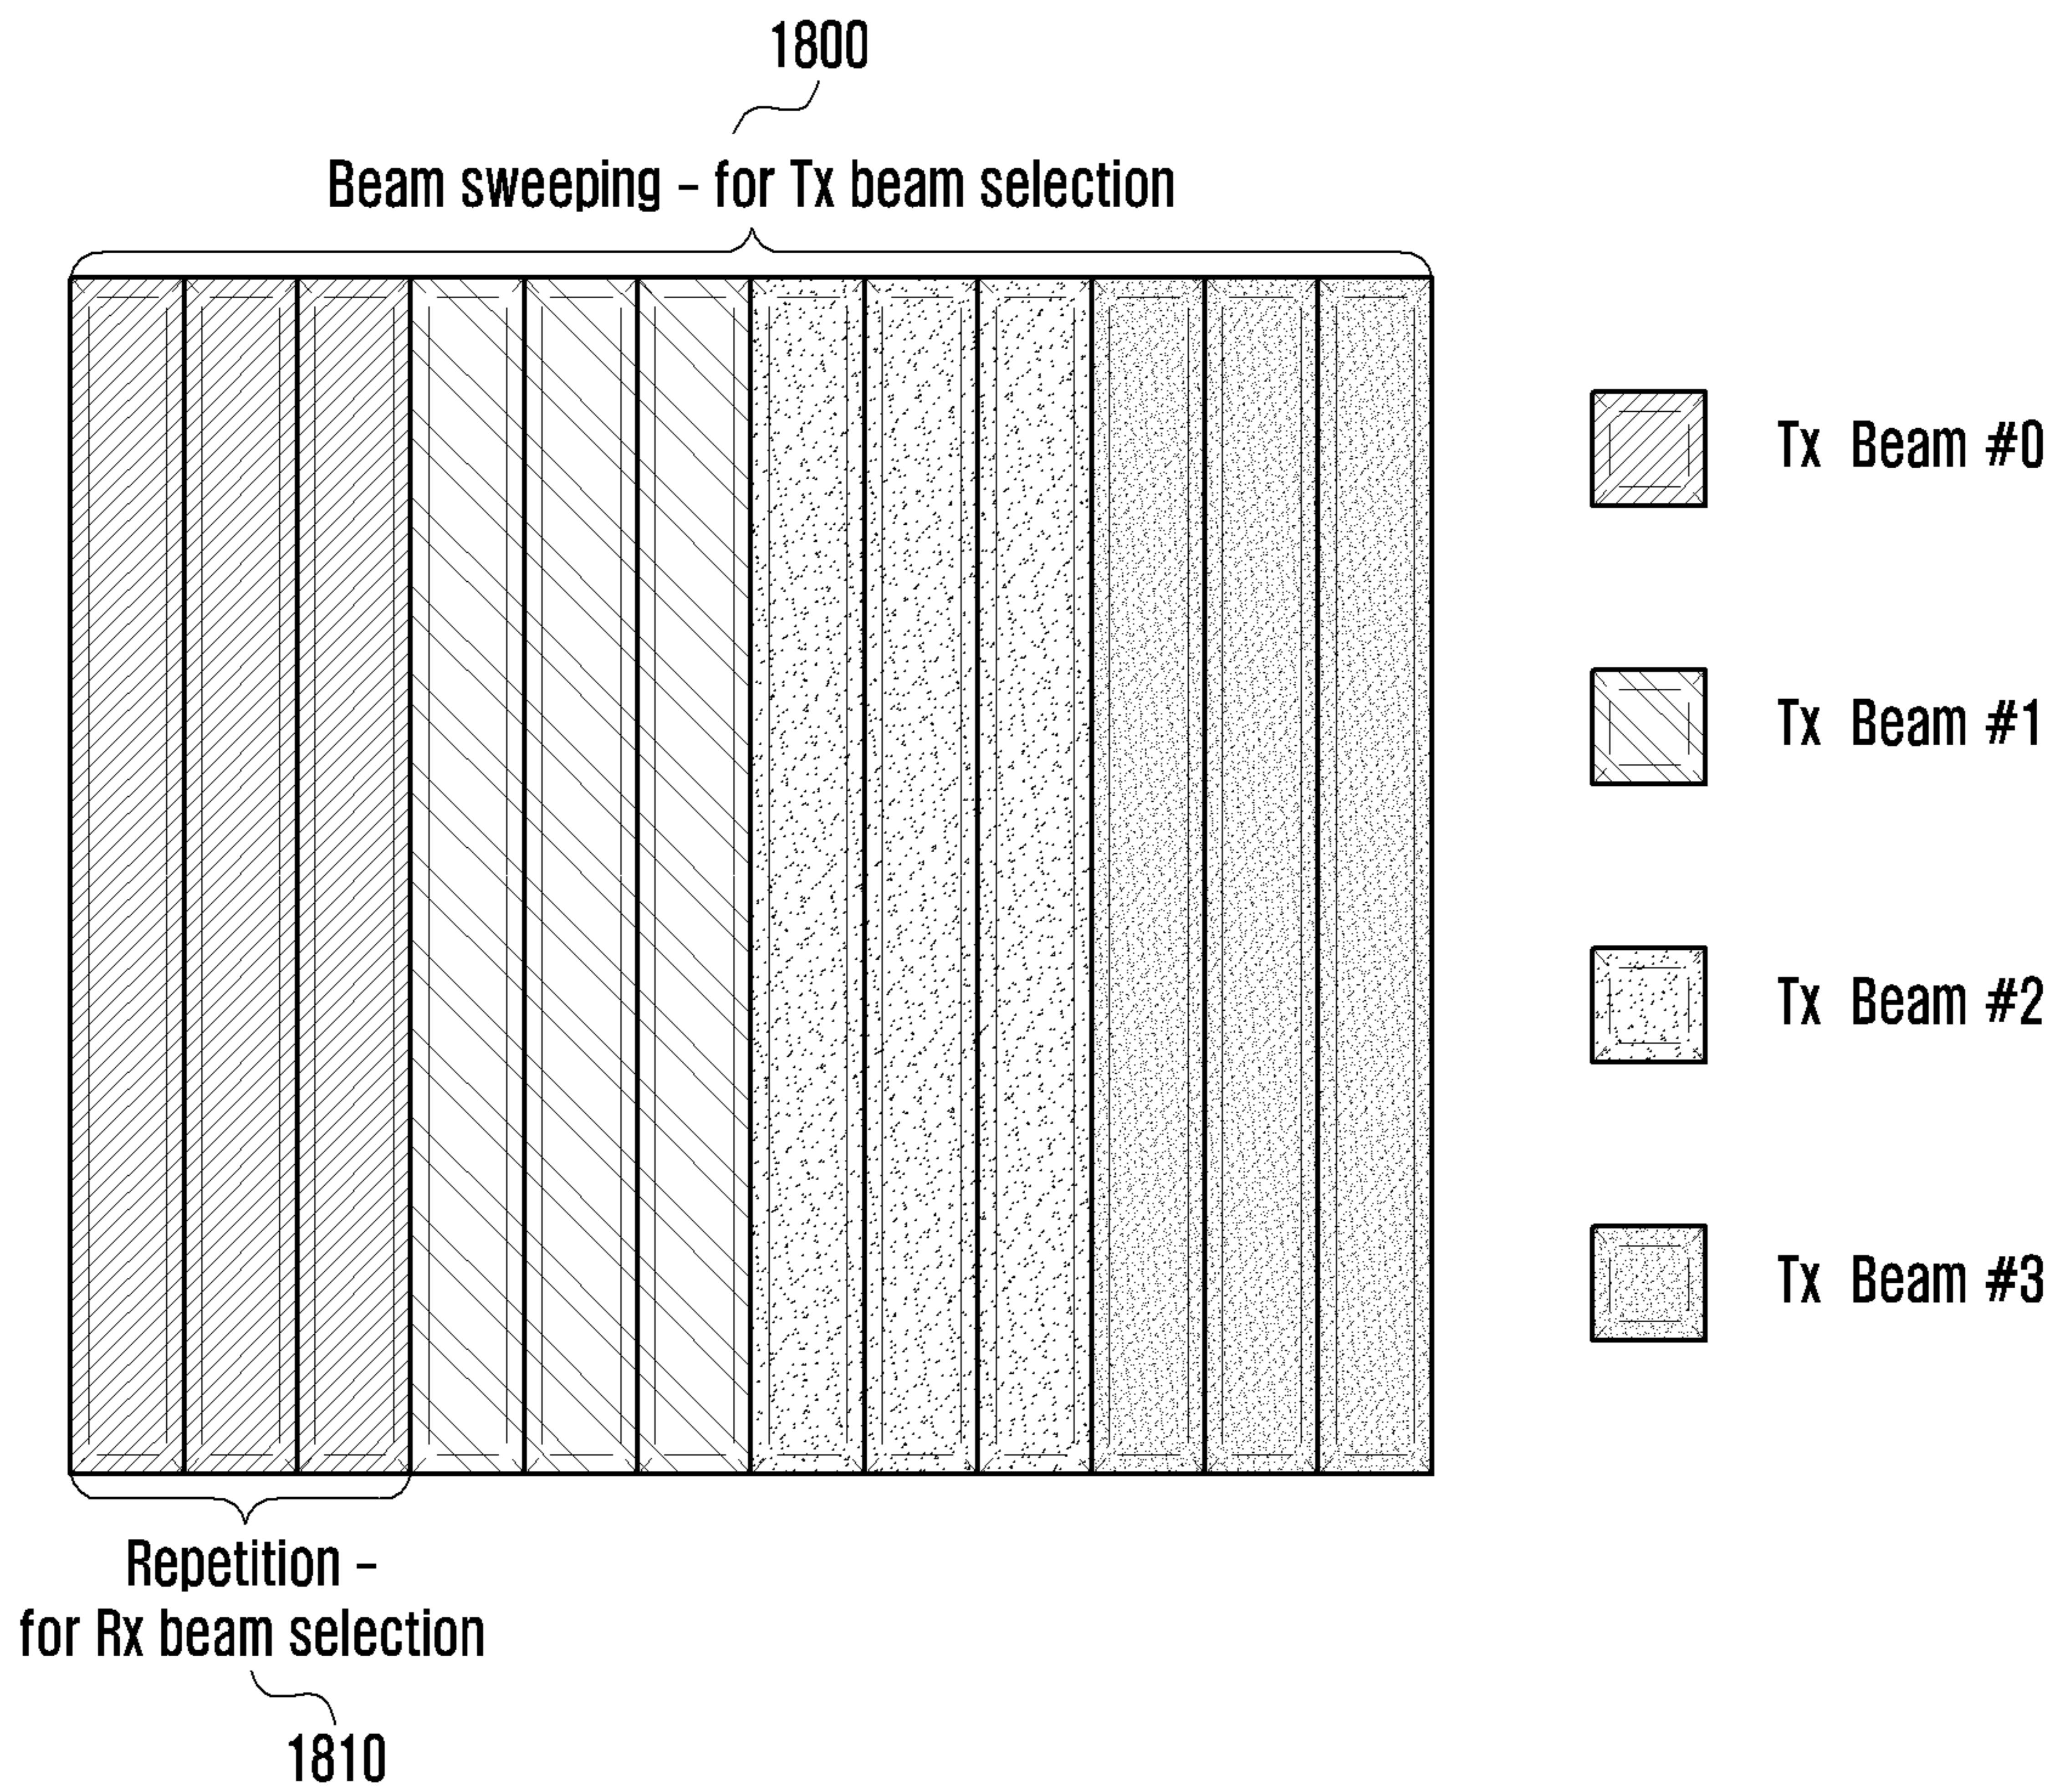 1800
Beam sweeping – for Tx beam selection
Tx Beam #0
Tx Beam #1
Tx Beam #2
Tx Beam #3
Repetition –
for Rx beam selection
1810